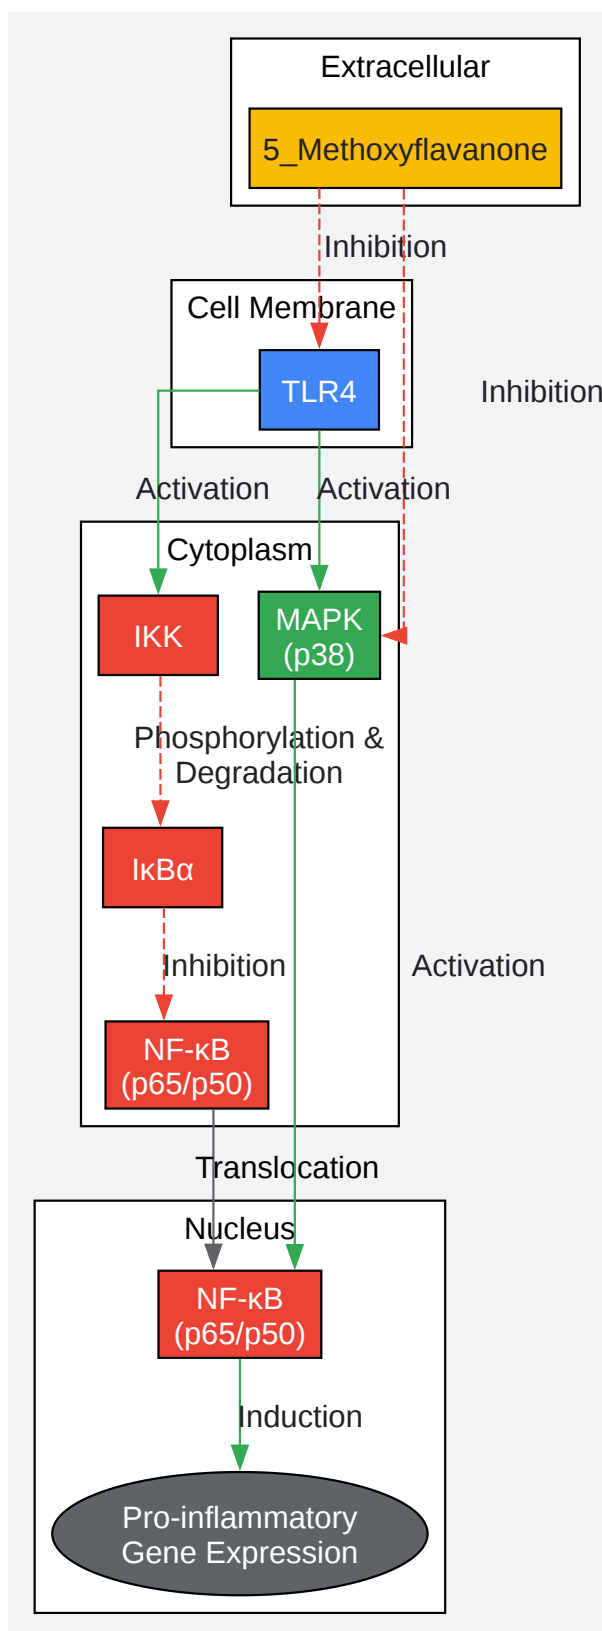 Extracellular
5_Methoxyflavanone
Inhibition
Cell Membrane
TLR4
Inhibition
Activation
Activation
Cytoplasm
IKK
MAPK
(p38)
Phosphorylation &
Degradation
IκBα
Inhibition
Activation
NF-κB
(p65/p50)
Translocation
Nucleus
NF-κB
(p65/p50)
Induction
Pro-inflammatory
Gene Expression